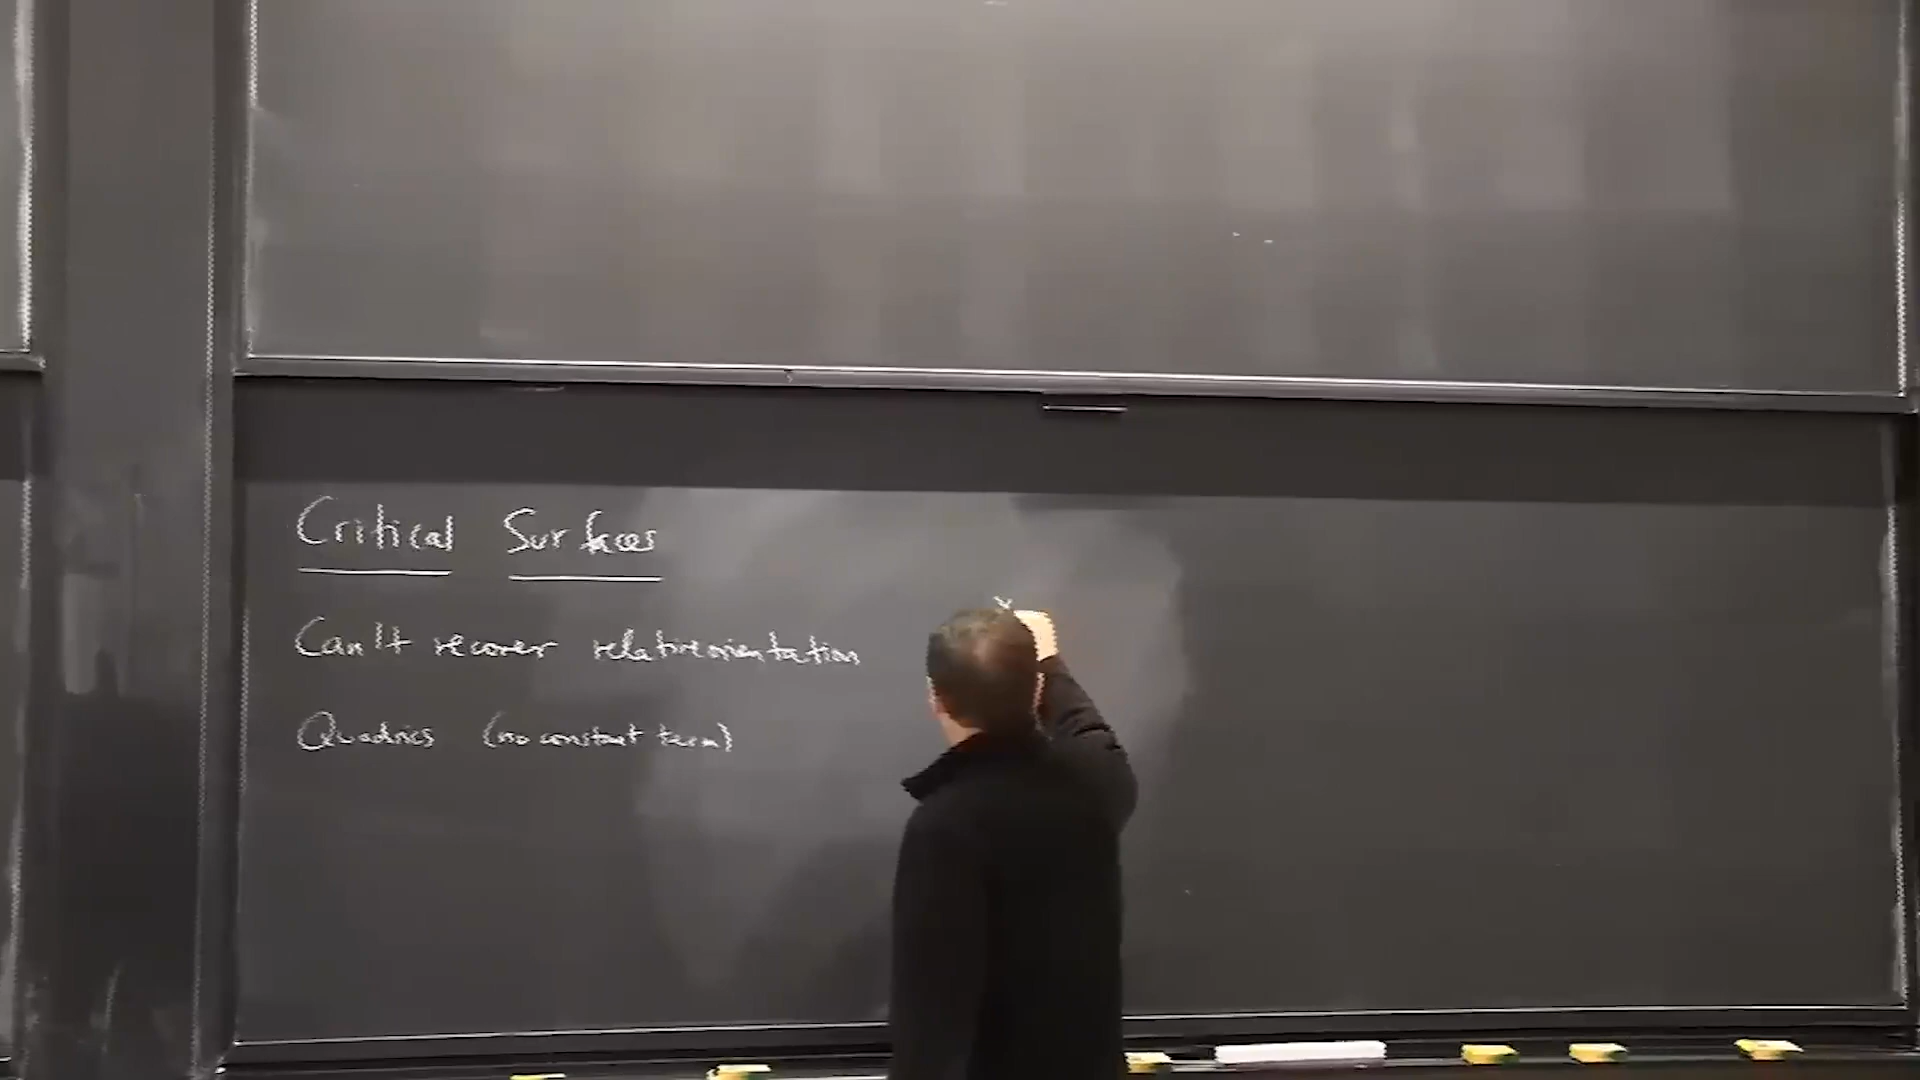 Critical Surfaces
Can't recover relative orientation
Quadrics (no constant term)
x